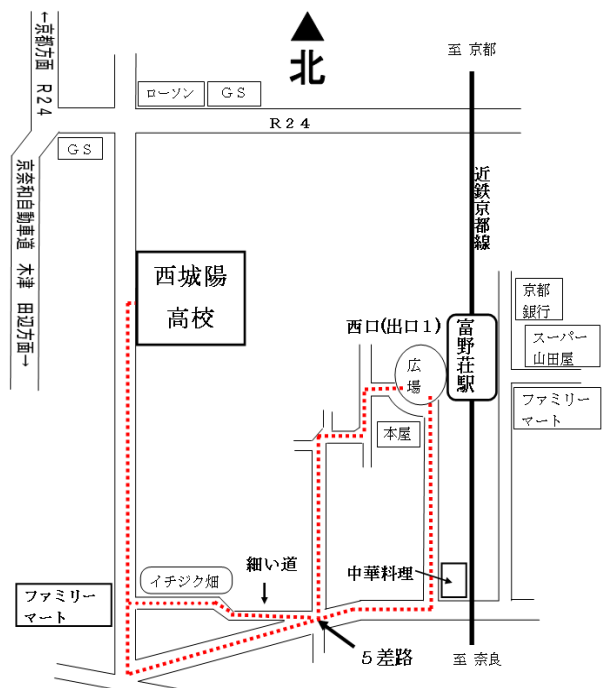 ←京都方面　R24
至 京都
北
ローソン
ＧＳ
Ｒ２４
ＧＳ
近鉄京都線
京奈和自動車道　木津　田辺方面→
西城陽
高校
京都
銀行
西口(出口１)
富野荘駅
スーパー
山田屋
広
場
ファミリー
マート
本屋
細い道
中華料理
イチジク畑
ファミリー
マート
５差路
至 奈良